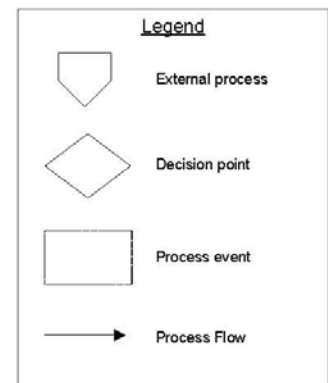 Legend
External process
Decision point
Process event
Process Flow